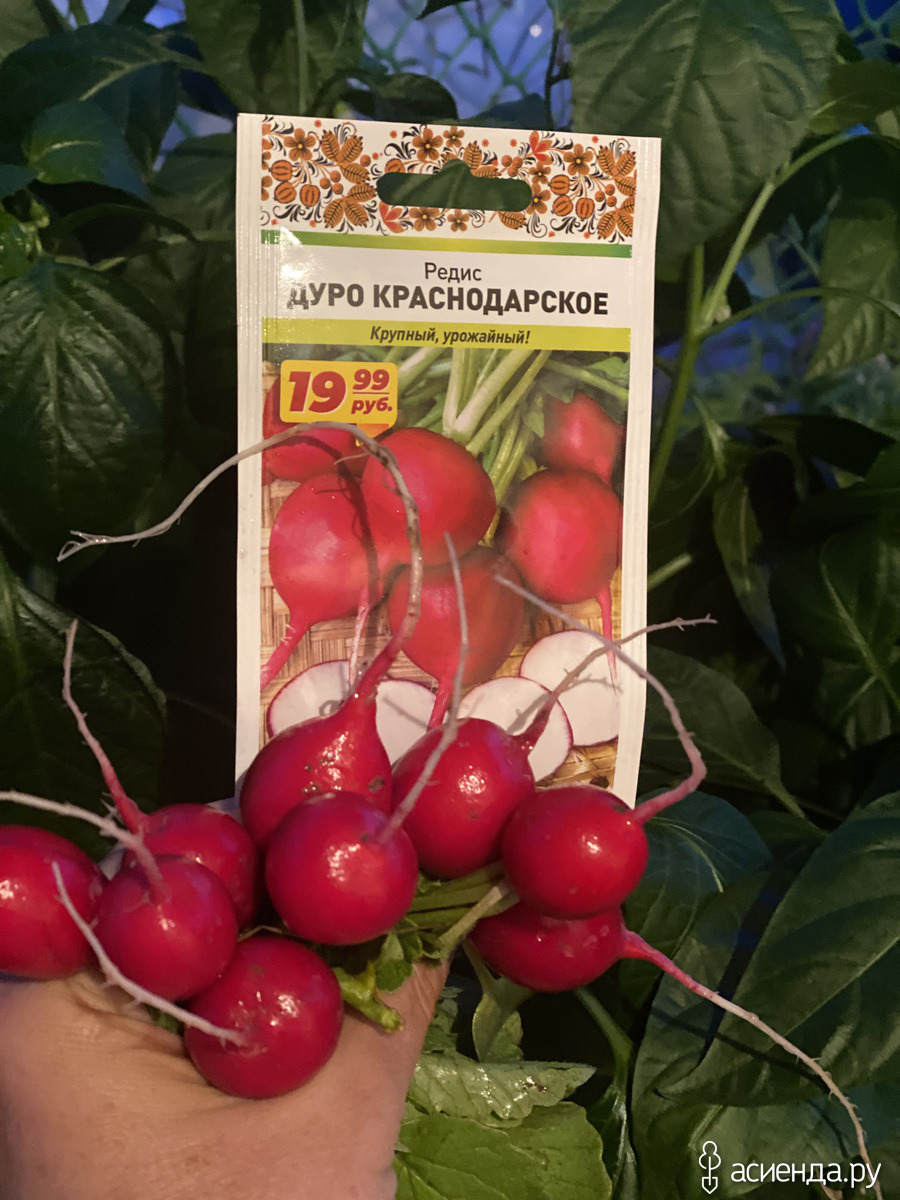 Редис
ДУРО КРАСНОДАРСКОЕ
Крупный, урожайный!
19 99
руб.
асиенда.ру